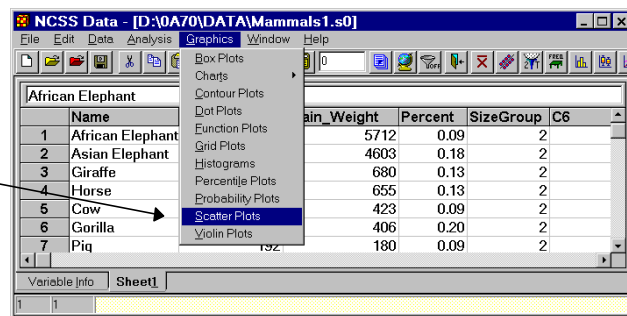 NCSS Data - [D:\0A70\DATA\Mammals1.s0]
File Edit Data Analysis Graphics Window Help
0
African Elephant
Box Plots
Charts
Contour Plots
Dot Plots
Function Plots
Grid Plots
Histograms
Percentile Plots
Probability Plots
Scatter Plots
Violin Plots
Name ain_Weight Percent SizeGroup C6
1 African Elephant 5712 0.09 2
2 Asian Elephant 4603 0.18 2
3 Giraffe 680 0.13 2
4 Horse 655 0.13 2
5 Cow 423 0.09 2
6 Gorilla 406 0.20 2
7 Pig 192 180 0.09 2
Variable Info Sheet1
1 1